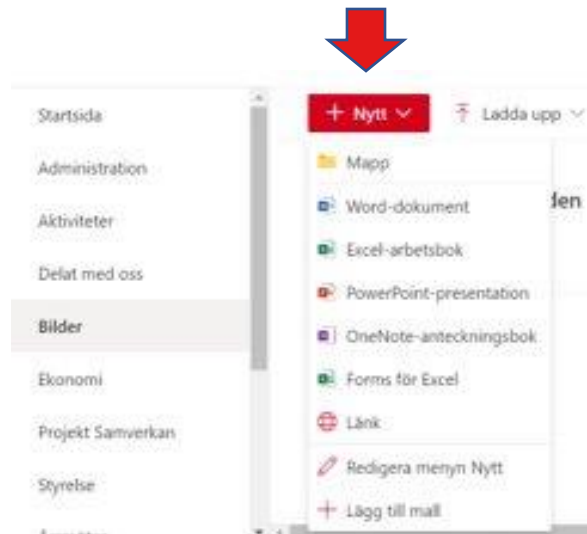 Startsida
Administration
Aktiviteter
Delat med oss
Bilder
Ekonomi
Projekt Samverkan
Styrelse
+ Nytt
Ladda upp
Mapp
Word-dokument
Excel-arbetsbok
PowerPoint-presentation
OneNote-anteckningsbok
Forms för Excel
Länk
Redigera menyn Nytt
Lägg till mall
den